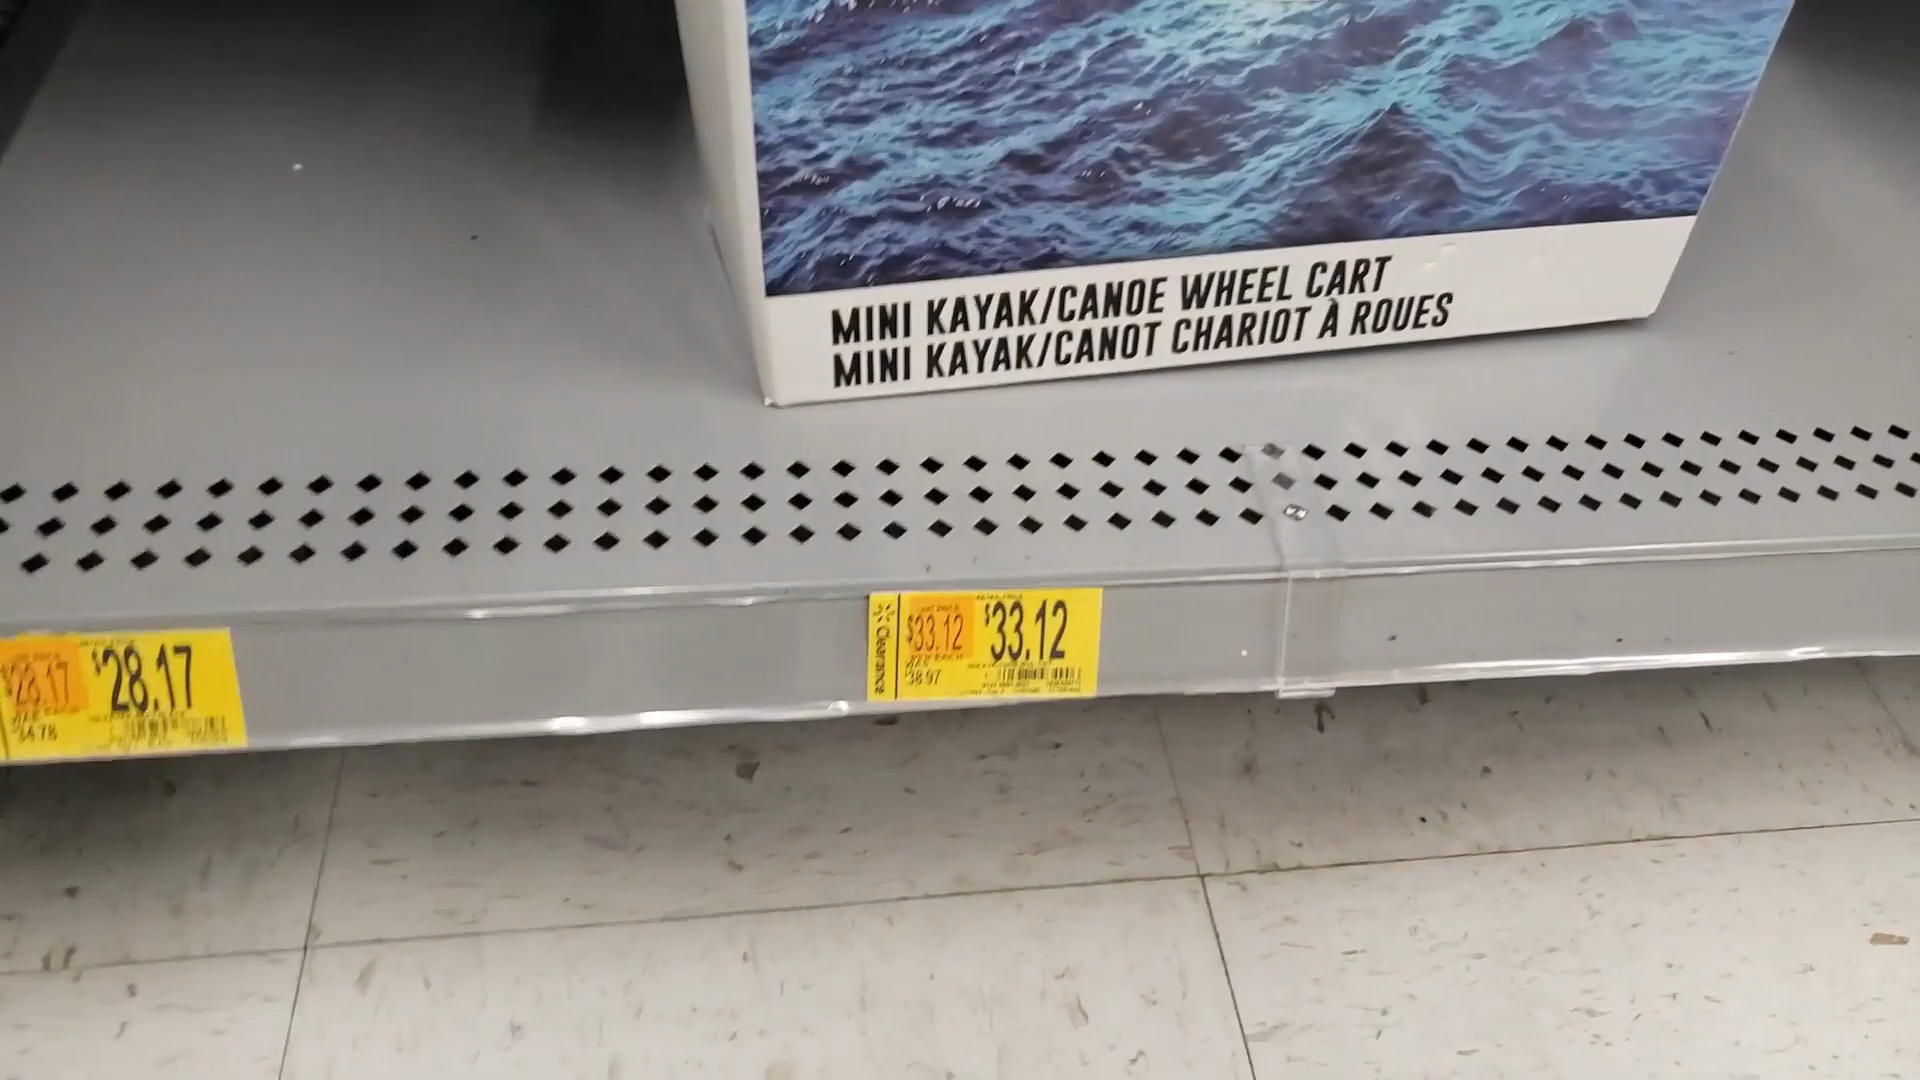 MINI KAYAK/CANOE WHEEL CART
MINI KAYAK/CANOT CHARIOT À ROUES
Clearance
$33.12
$33.12
38.97
$28.17
$28.17
34.78